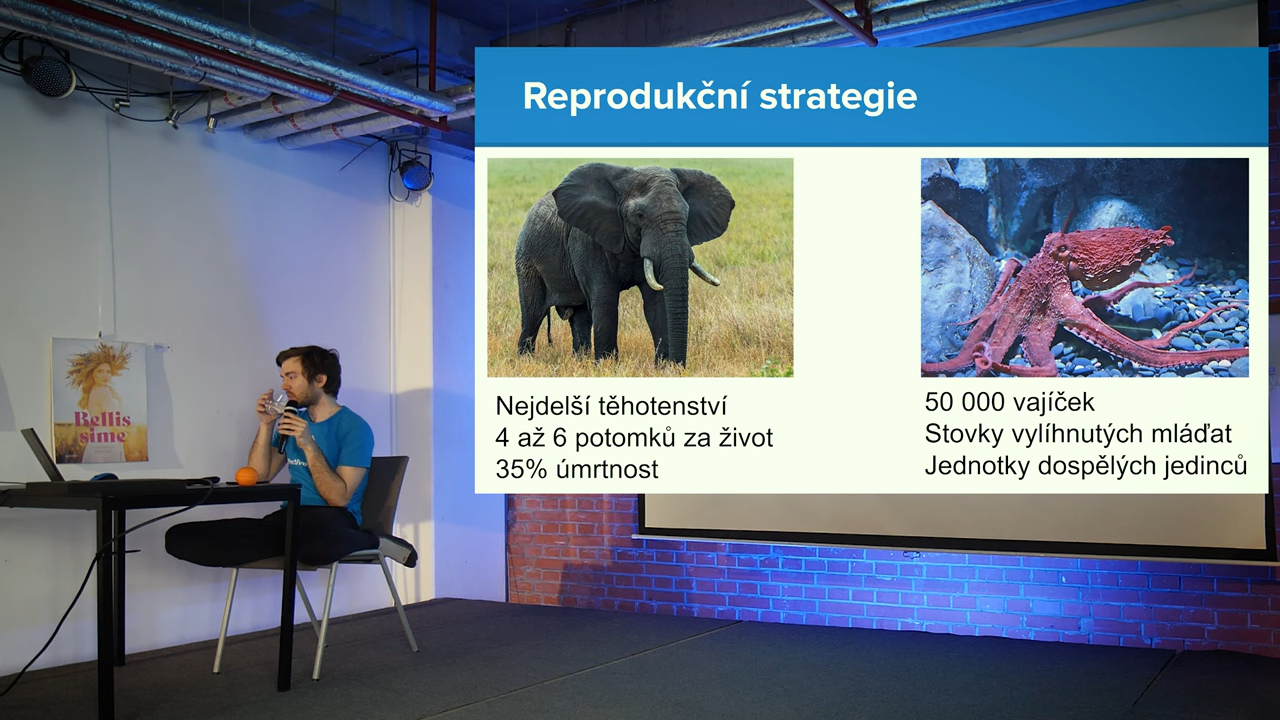 Reprodukční strategie
Nejdelší těhotenství
4 až 6 potomků za život
35% úmrtnost
50 000 vajíček
Stovky vylíhnutých mláďat
Jednotky dospělých jedinců
Bellis
sime